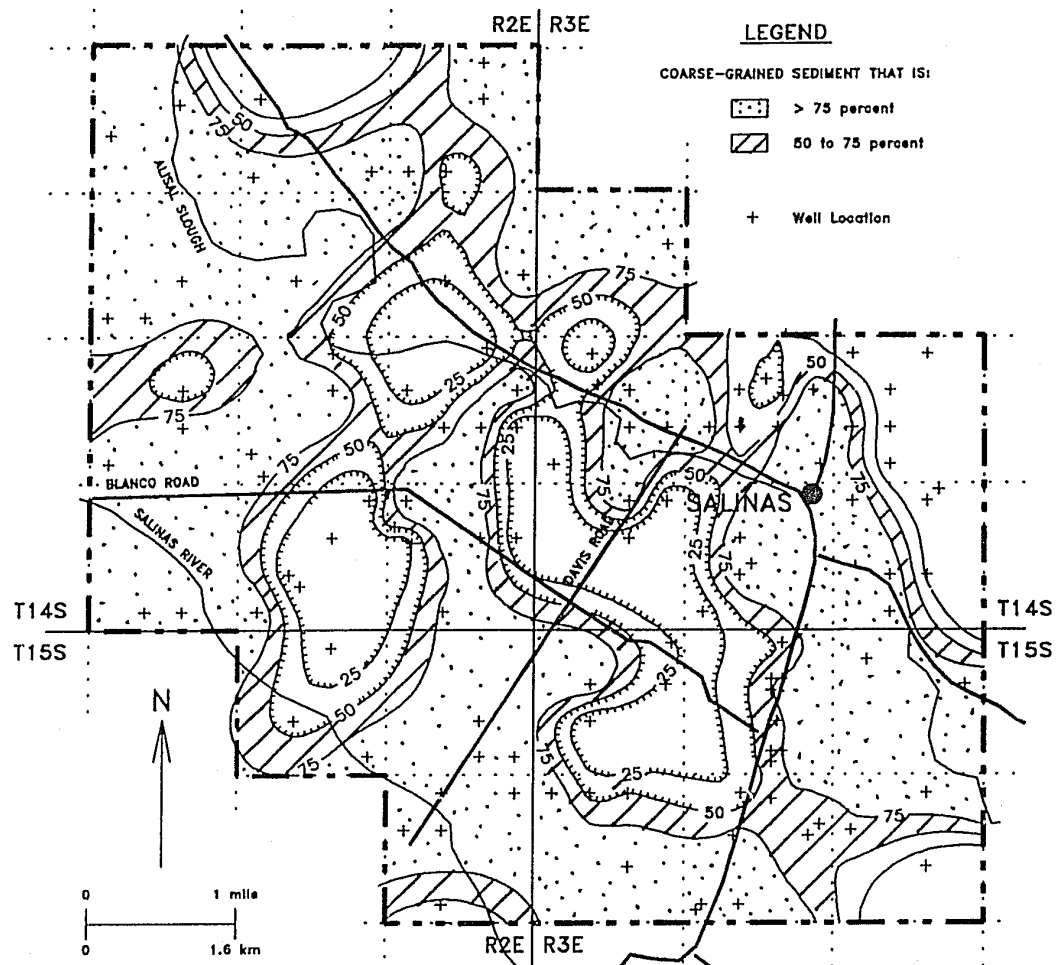 R2E R3E
LEGEND
COARSE-GRAINED SEDIMENT THAT IS:
> 75 percent
50 to 75 percent
+ Well Location
50
75
ALISAL SLOUGH
75
50
50
25
75
50
75
50
25
75
BLANCO ROAD
SALINAS RIVER
75
75
50
SALINAS
75
DAVIS ROAD
25
75
T14S
T15S
T14S
T15S
25
25
50
N
75
75
25
50
75
0
1 mile
0
1.6 km
R2E R3E